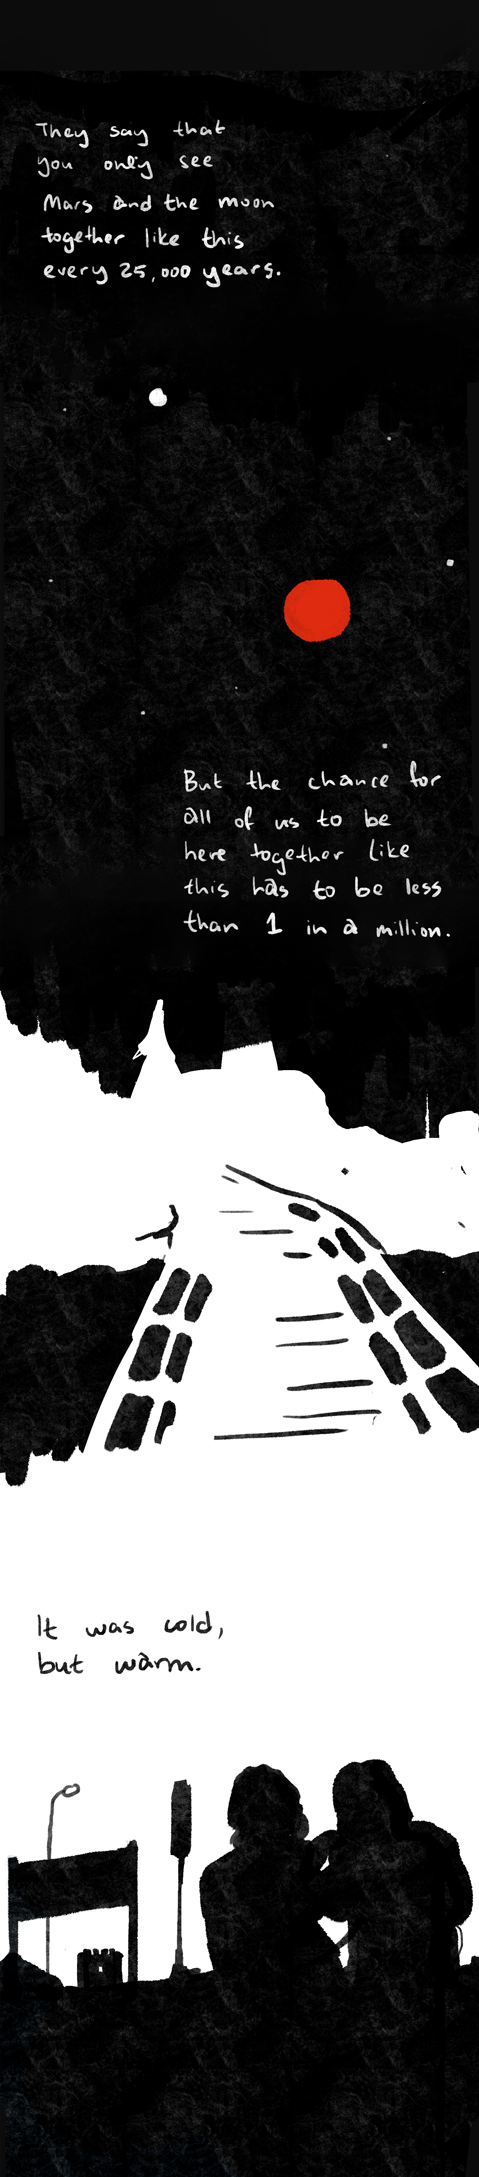 They say that
you only see
Mars and the moon
together like this
every 25,000 years.
But the chance for
all of us to be
here together like
this has to be less
than 1 in a million.
It was cold,
but warm.